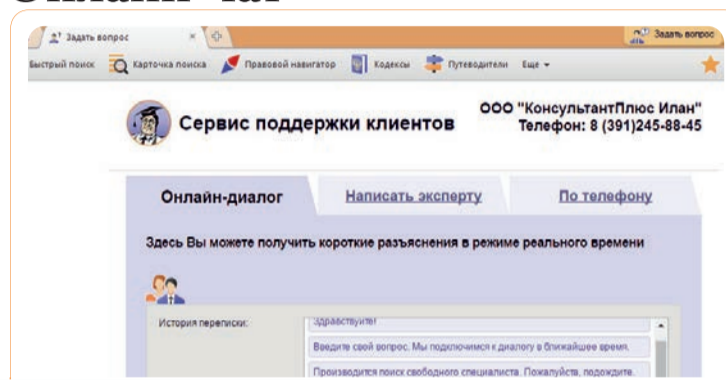 Онлайн-чат
Задать вопрос
Задать вопрос
Быстрый поиск Карточка поиска Правовой навигатор Кодексы Путеводители Еще
Сервис поддержки клиентов
ООО "КонсультантПлюс Илан"
Телефон: 8 (391)245-88-45
Онлайн-диалог Написать эксперту По телефону
Здесь Вы можете получить короткие разъяснения в режиме реального времени
История переписки:
Здравствуйте!
Введите свой вопрос. Мы подключимся к диалогу в ближайшее время.
Производится поиск свободного специалиста. Пожалуйста, подождите.